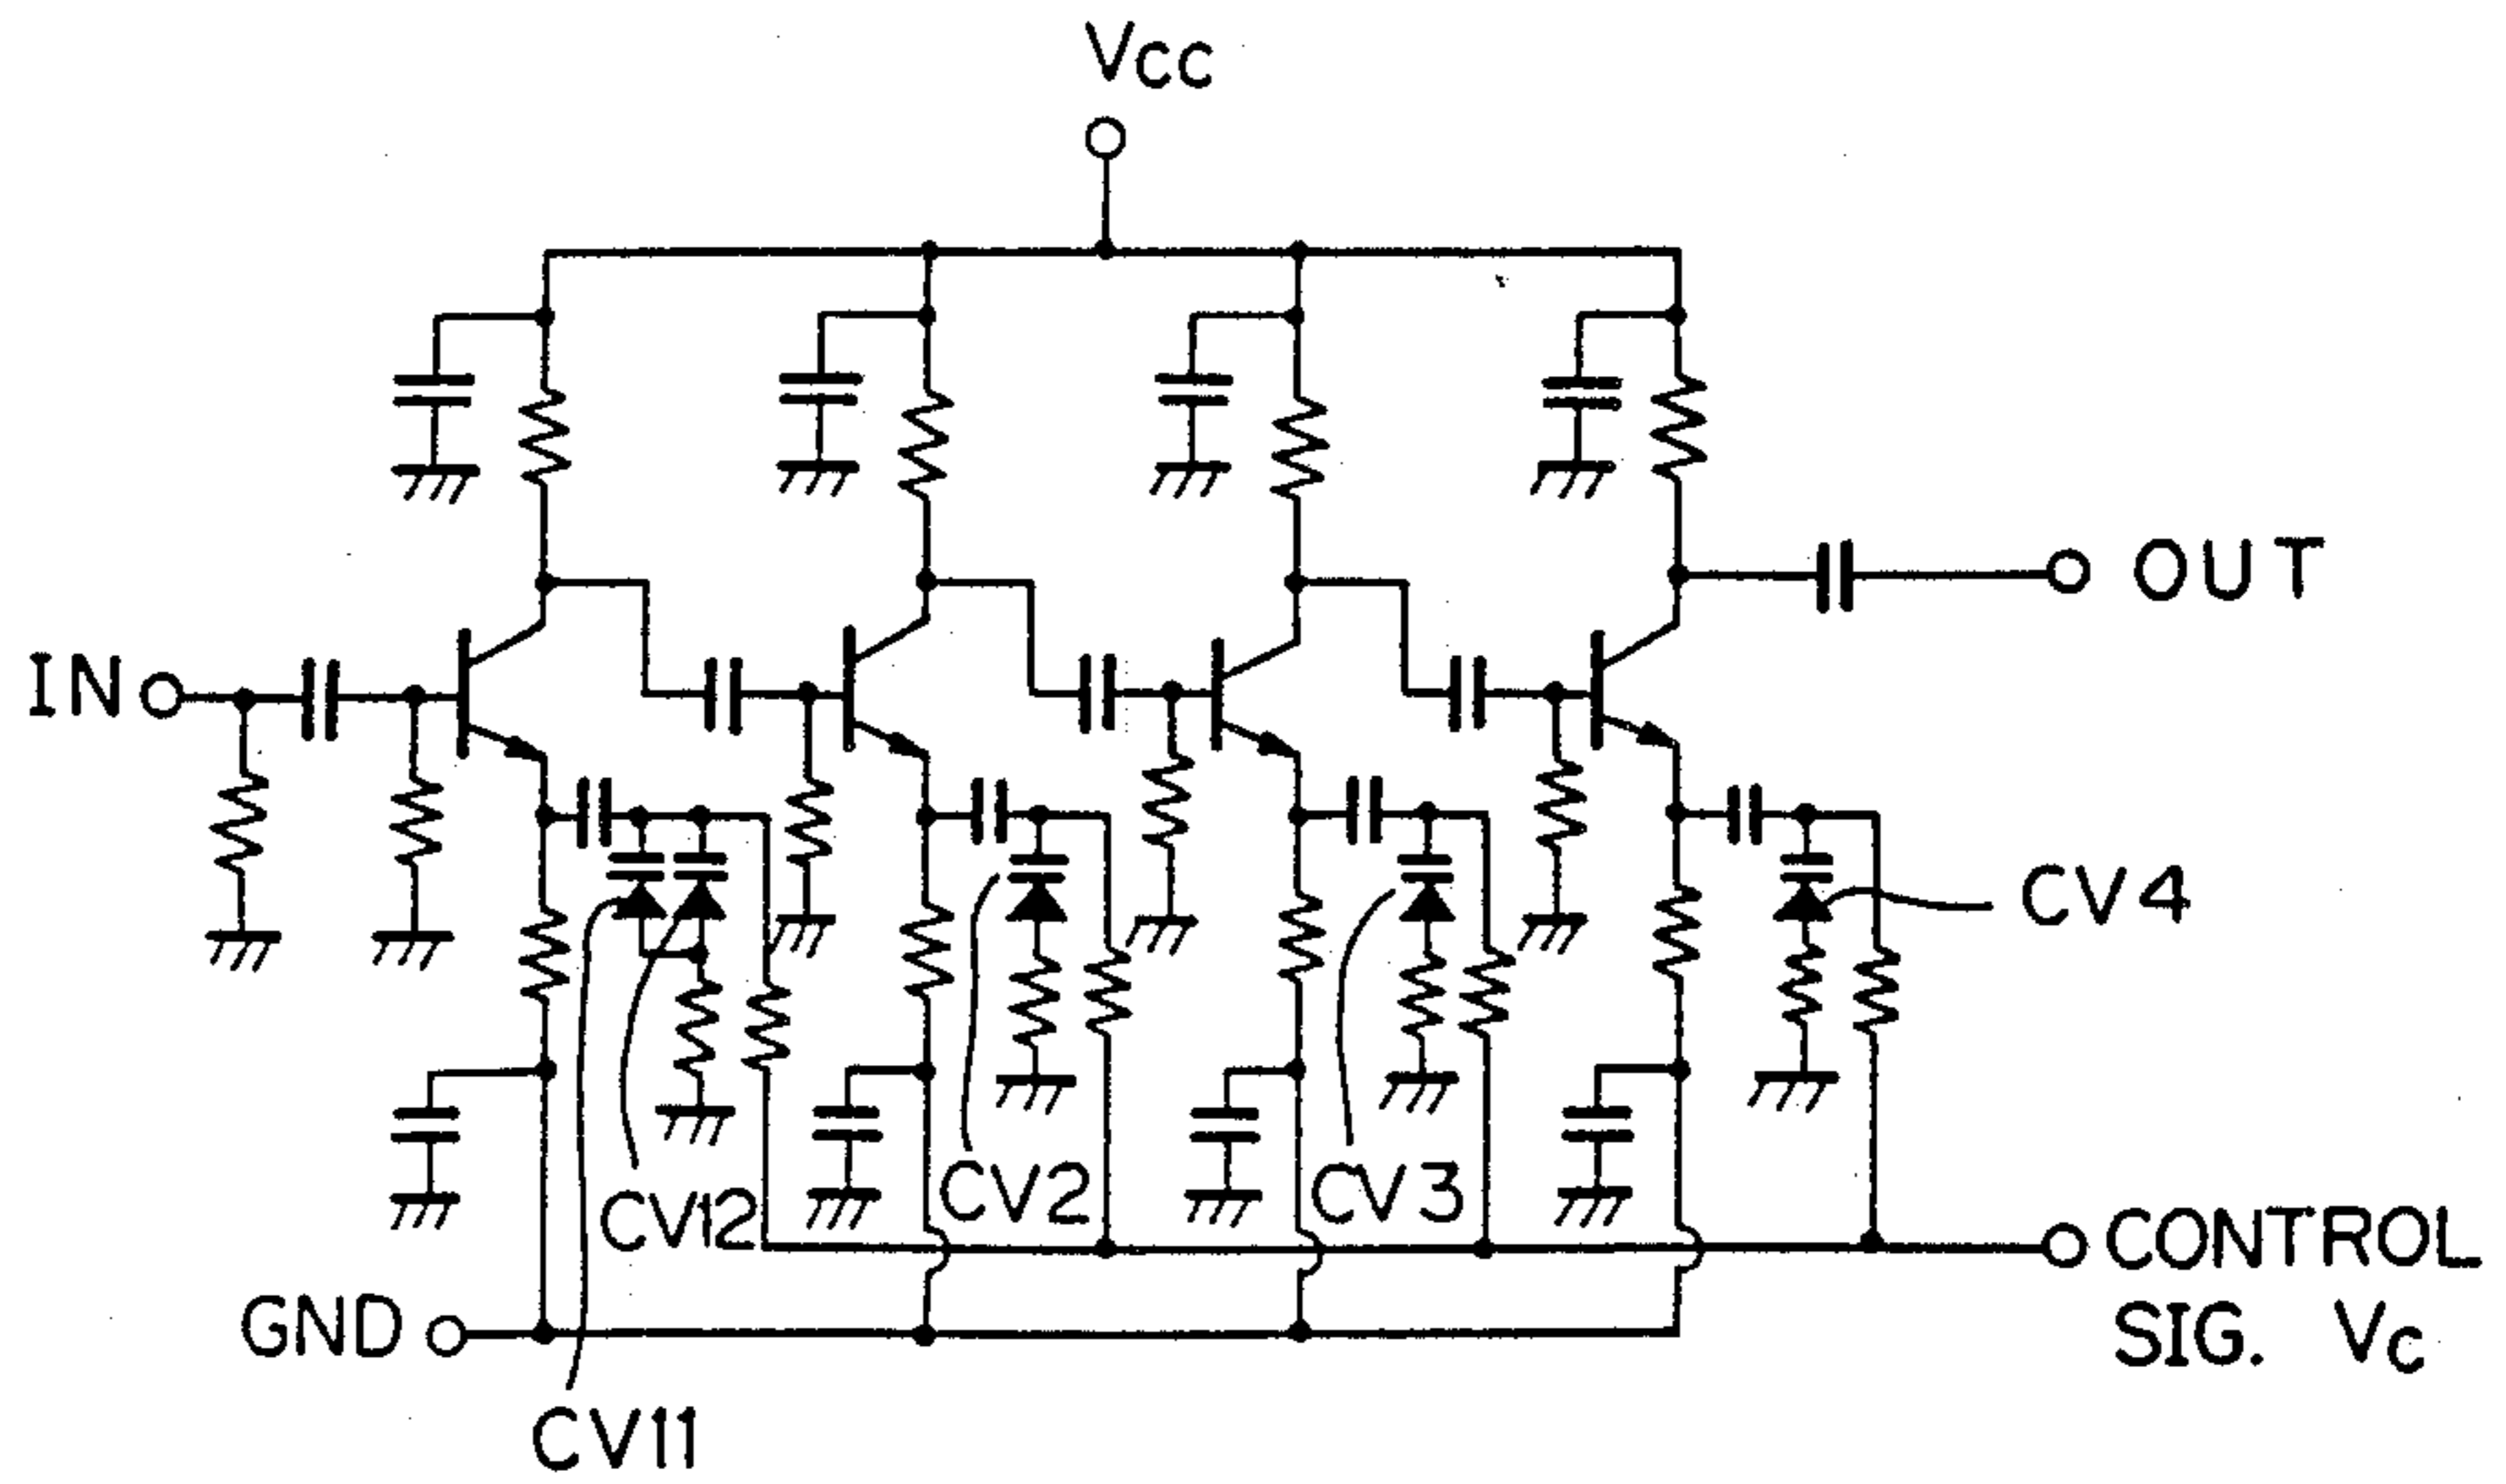 Vcc
OUT
IN
CV4
CV12
CV2
CV3
CONTROL
SIG. Vc
GND
CV11